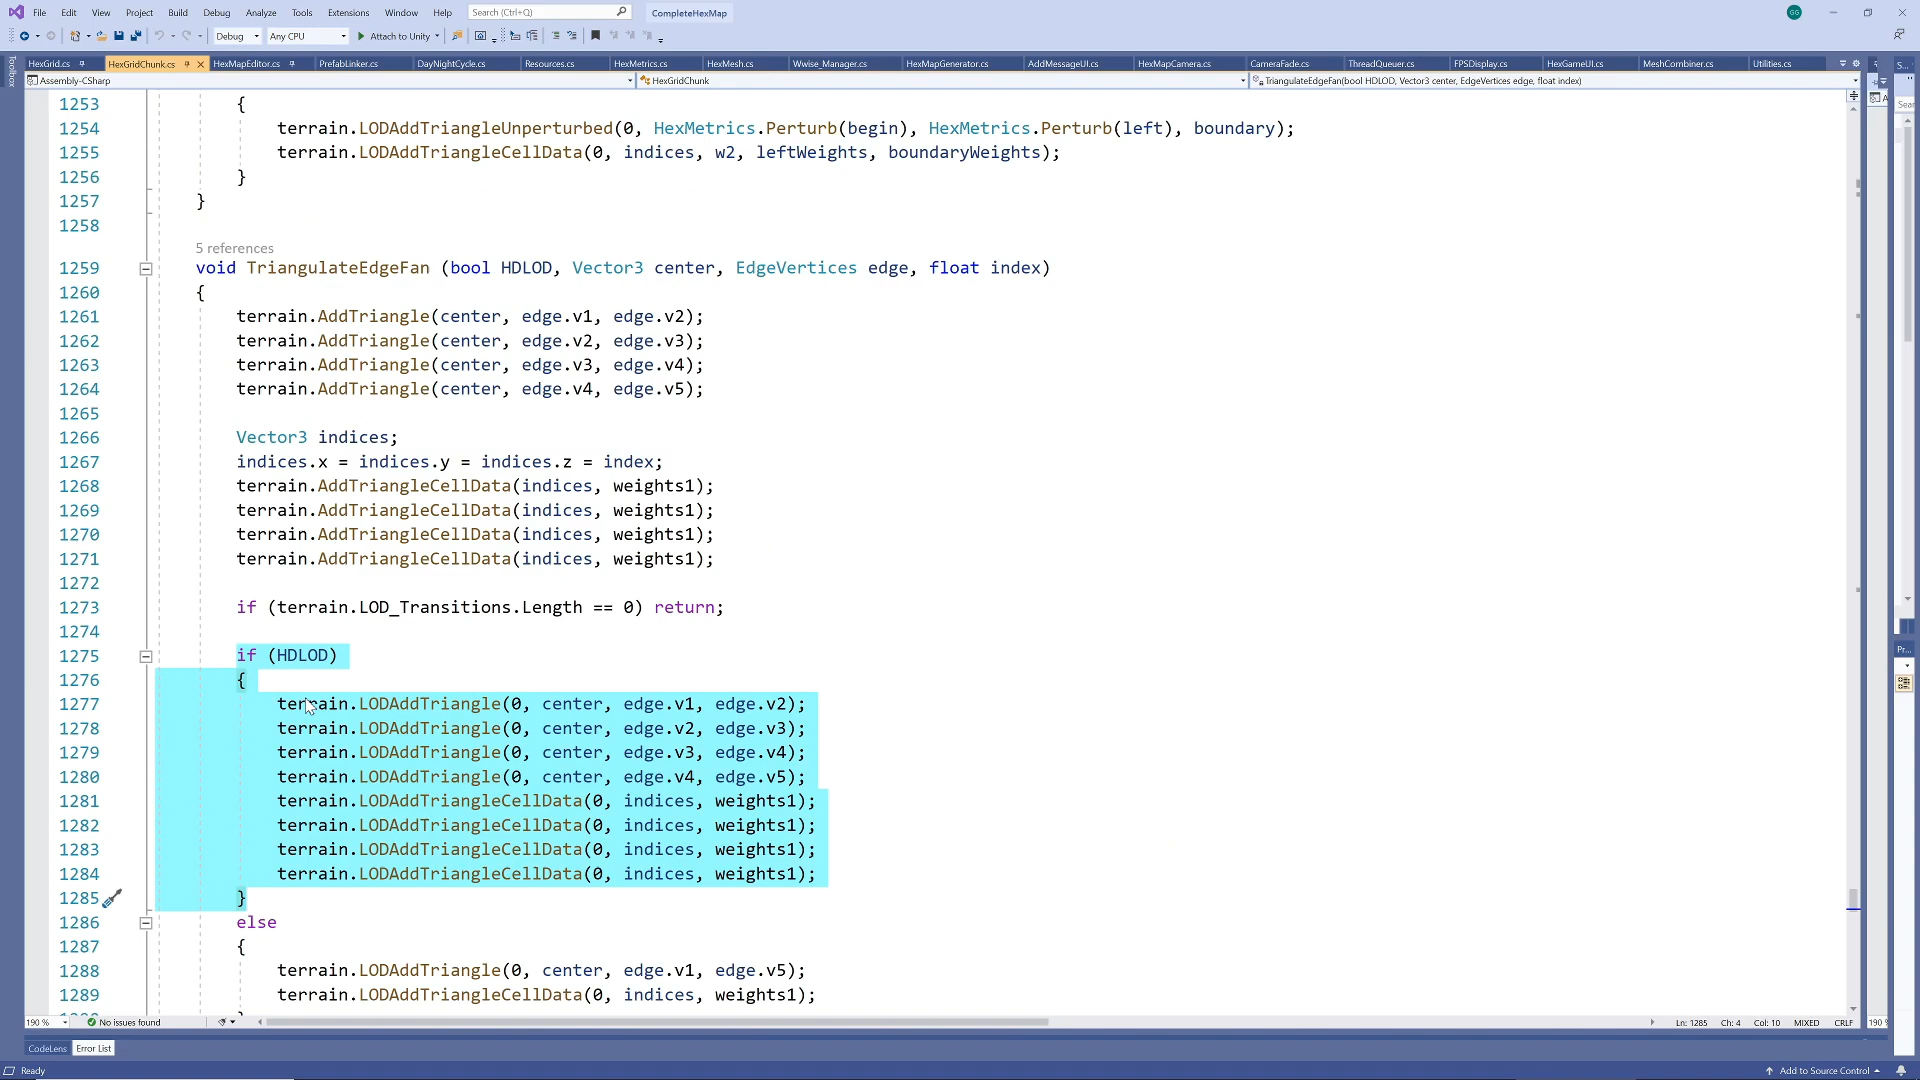 File Edit View Project Build Debug Analyze Tools Extensions Window Help Search (Ctrl+Q) CompleteHexMap GG
Debug Any CPU Attach to Unity
HexGrid.cs HexGridChunk.cs HexMapEditor.cs PrefabLinker.cs DayNightCycle.cs Resources.cs HexMetrics.cs HexMesh.cs Wwise_Manager.cs HexMapGenerator.cs AddMessageUI.cs HexMapCamera.cs CameraFade.cs ThreadQueuer.cs FPSDisplay.cs HexGameUI.cs MeshCombiner.cs Utilities.cs S...
Toolbox
Assembly-CSharp HexGridChunk TriangulateEdgeFan(bool HDLOD, Vector3 center, EdgeVertices edge, float index)
Sear
1253 {
1254 terrain.LODAddTriangleUnperturbed(0, HexMetrics.Perturb(begin), HexMetrics.Perturb(left), boundary);
1255 terrain.LODAddTriangleCellData(0, indices, w2, leftWeights, boundaryWeights);
1256 }
1257 }
1258
5 references
1259 void TriangulateEdgeFan (bool HDLOD, Vector3 center, EdgeVertices edge, float index)
1260 {
1261 terrain.AddTriangle(center, edge.v1, edge.v2);
1262 terrain.AddTriangle(center, edge.v2, edge.v3);
1263 terrain.AddTriangle(center, edge.v3, edge.v4);
1264 terrain.AddTriangle(center, edge.v4, edge.v5);
1265
1266 Vector3 indices;
1267 indices.x = indices.y = indices.z = index;
1268 terrain.AddTriangleCellData(indices, weights1);
1269 terrain.AddTriangleCellData(indices, weights1);
1270 terrain.AddTriangleCellData(indices, weights1);
1271 terrain.AddTriangleCellData(indices, weights1);
1272
1273 if (terrain.LOD_Transitions.Length == 0) return;
1274
1275 if (HDLOD)
1276 {
1277 terrain.LODAddTriangle(0, center, edge.v1, edge.v2);
1278 terrain.LODAddTriangle(0, center, edge.v2, edge.v3);
1279 terrain.LODAddTriangle(0, center, edge.v3, edge.v4);
1280 terrain.LODAddTriangle(0, center, edge.v4, edge.v5);
1281 terrain.LODAddTriangleCellData(0, indices, weights1);
1282 terrain.LODAddTriangleCellData(0, indices, weights1);
1283 terrain.LODAddTriangleCellData(0, indices, weights1);
1284 terrain.LODAddTriangleCellData(0, indices, weights1);
1285 }
1286 else
1287 {
1288 terrain.LODAddTriangle(0, center, edge.v1, edge.v5);
1289 terrain.LODAddTriangleCellData(0, indices, weights1);
Pr...
190 % No issues found Ln: 1285 Ch: 4 Col: 10 MIXED CRLF 190 %
CodeLens Error List
Ready Add to Source Control